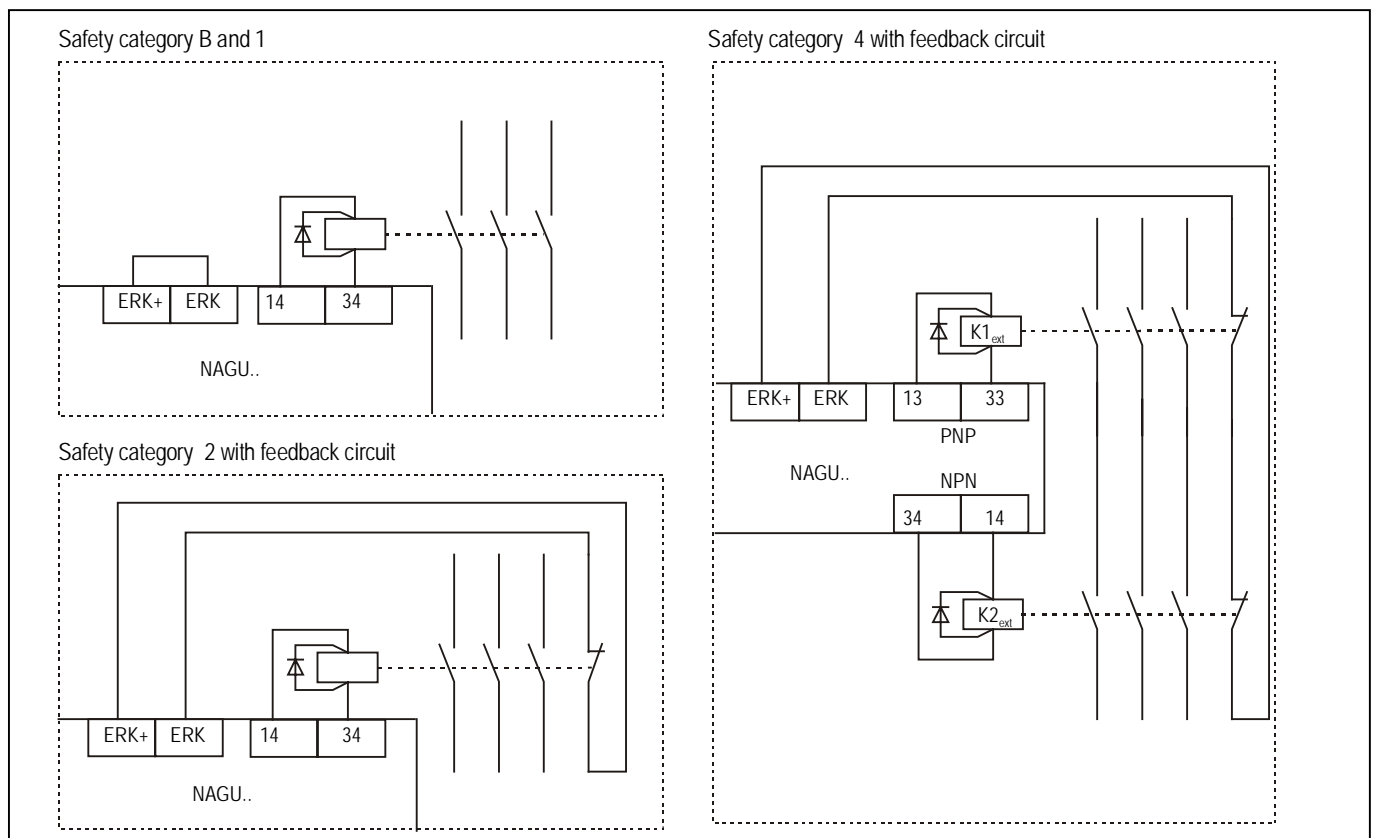 Safety category B and 1
ERK+ ERK 14 34
NAGU..
Safety category 2 with feedback circuit
ERK+ ERK 14 34
NAGU..
Safety category 4 with feedback circuit
K1ext
ERK+ ERK 13 33
PNP
NAGU..
NPN
34 14
K2ext